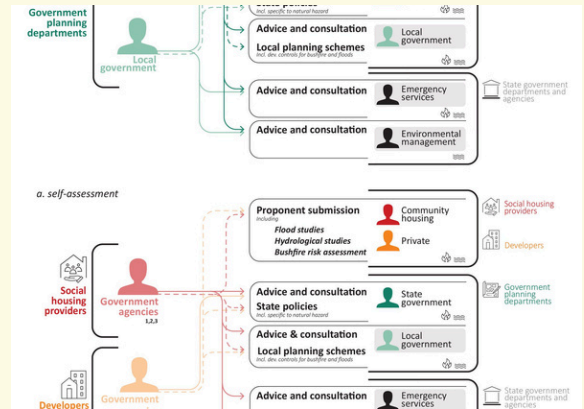 Government
planning
departments
State policies
Incl. specific to natural hazard
Advice and consultation
Local planning schemes
Incl. dev. controls for bushfire and floods
Local
government
Local
government
Advice and consultation
Emergency
services
Advice and consultation
Environmental
management
State government
departments and
agencies
a. self-assessment
Proponent submission
Including
Flood studies
Hydrological studies
Bushfire risk assessment
Community
housing
Private
Social housing
providers
Developers
Social
housing
providers
Government
agencies
1,2,3
Advice and consultation
State policies
Incl. specific to natural hazard
State
government
Government
planning
departments
Advice & consultation
Local planning schemes
Incl. dev. controls for bushfire and floods
Local
government
Developers
Government
Advice and consultation
Emergency
services
State government
departments and
agencies